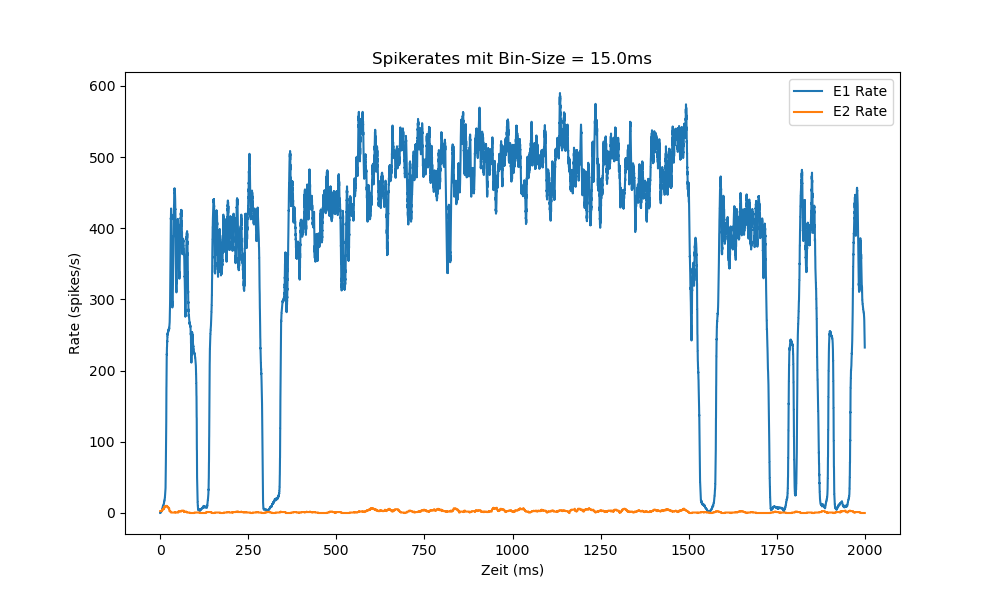 Spikerates mit Bin-Size = 15.0ms
E1 Rate
E2 Rate
600
500
400
300
200
100
0
Rate (spikes/s)
0 250 500 750 1000 1250 1500 1750 2000
Zeit (ms)